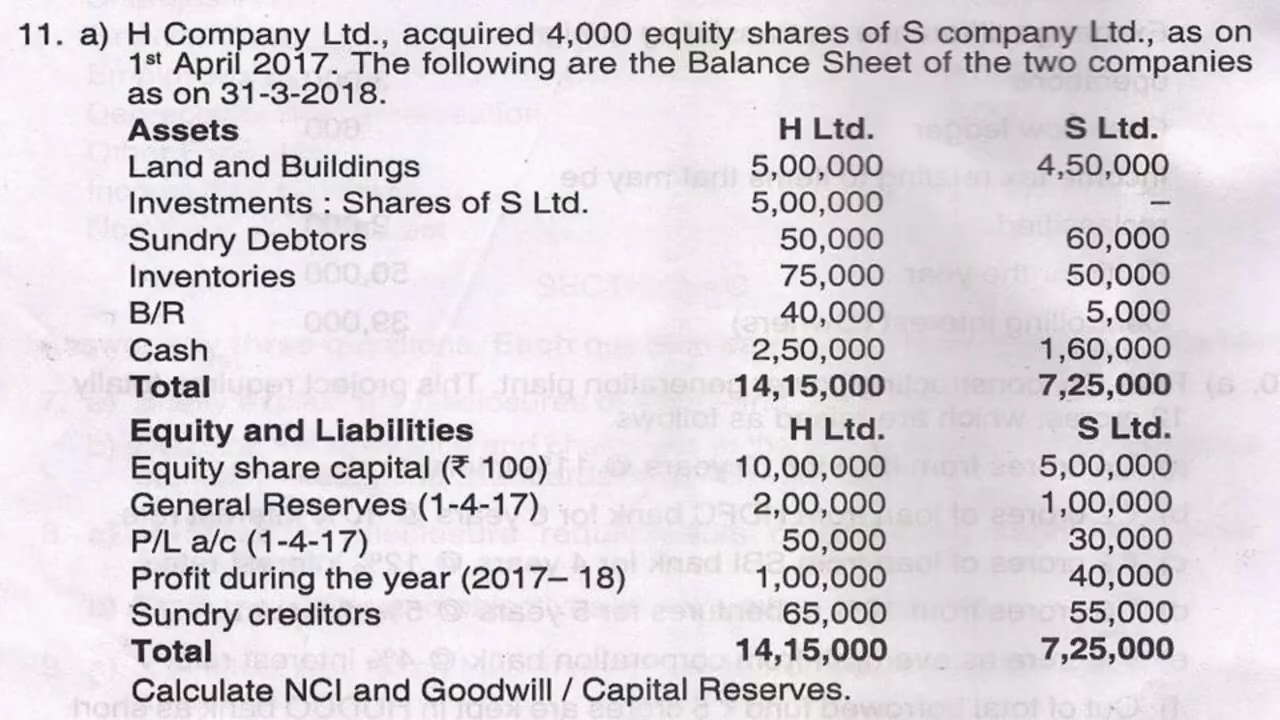 11. a) H Company Ltd., acquired 4,000 equity shares of S company Ltd., as on
1st April 2017. The following are the Balance Sheet of the two companies
as on 31-3-2018.
Assets H Ltd. S Ltd.
Land and Buildings 5,00,000 4,50,000
Investments : Shares of S Ltd. 5,00,000 –
Sundry Debtors 50,000 60,000
Inventories 75,000 50,000
B/R 40,000 5,000
Cash 2,50,000 1,60,000
Total 14,15,000 7,25,000
Equity and Liabilities H Ltd. S Ltd.
Equity share capital (₹ 100) 10,00,000 5,00,000
General Reserves (1-4-17) 2,00,000 1,00,000
P/L a/c (1-4-17) 50,000 30,000
Profit during the year (2017– 18) 1,00,000 40,000
Sundry creditors 65,000 55,000
Total 14,15,000 7,25,000
Calculate NCI and Goodwill / Capital Reserves.